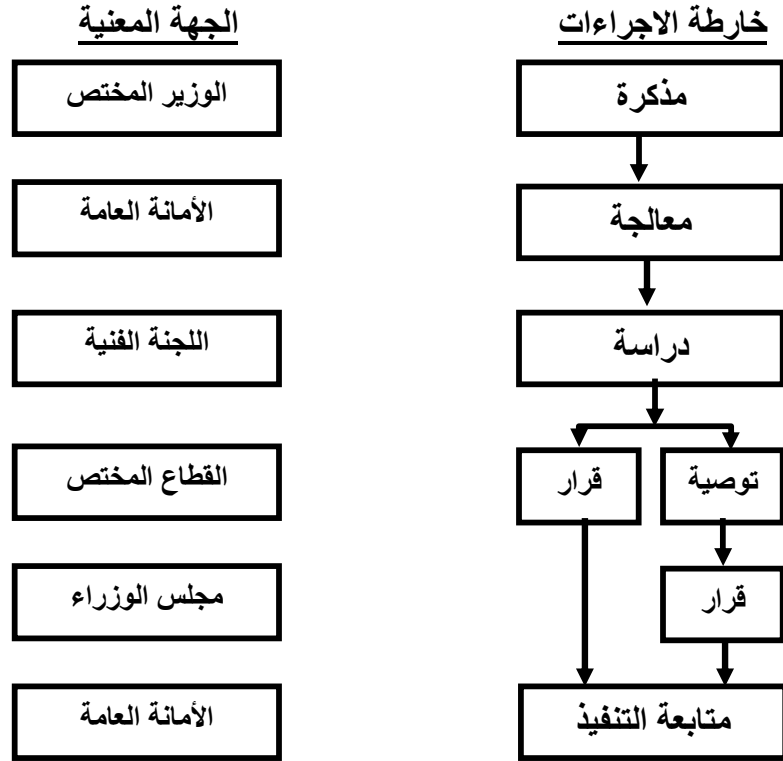 خارطة الاجراءات
الجهة المعنية
مذكرة
الوزير المختص
معالجة
الأمانة العامة
دراسة
اللجنة الفنية
توصية
قرار
القطاع المختص
قرار
مجلس الوزراء
متابعة التنفيذ
الأمانة العامة